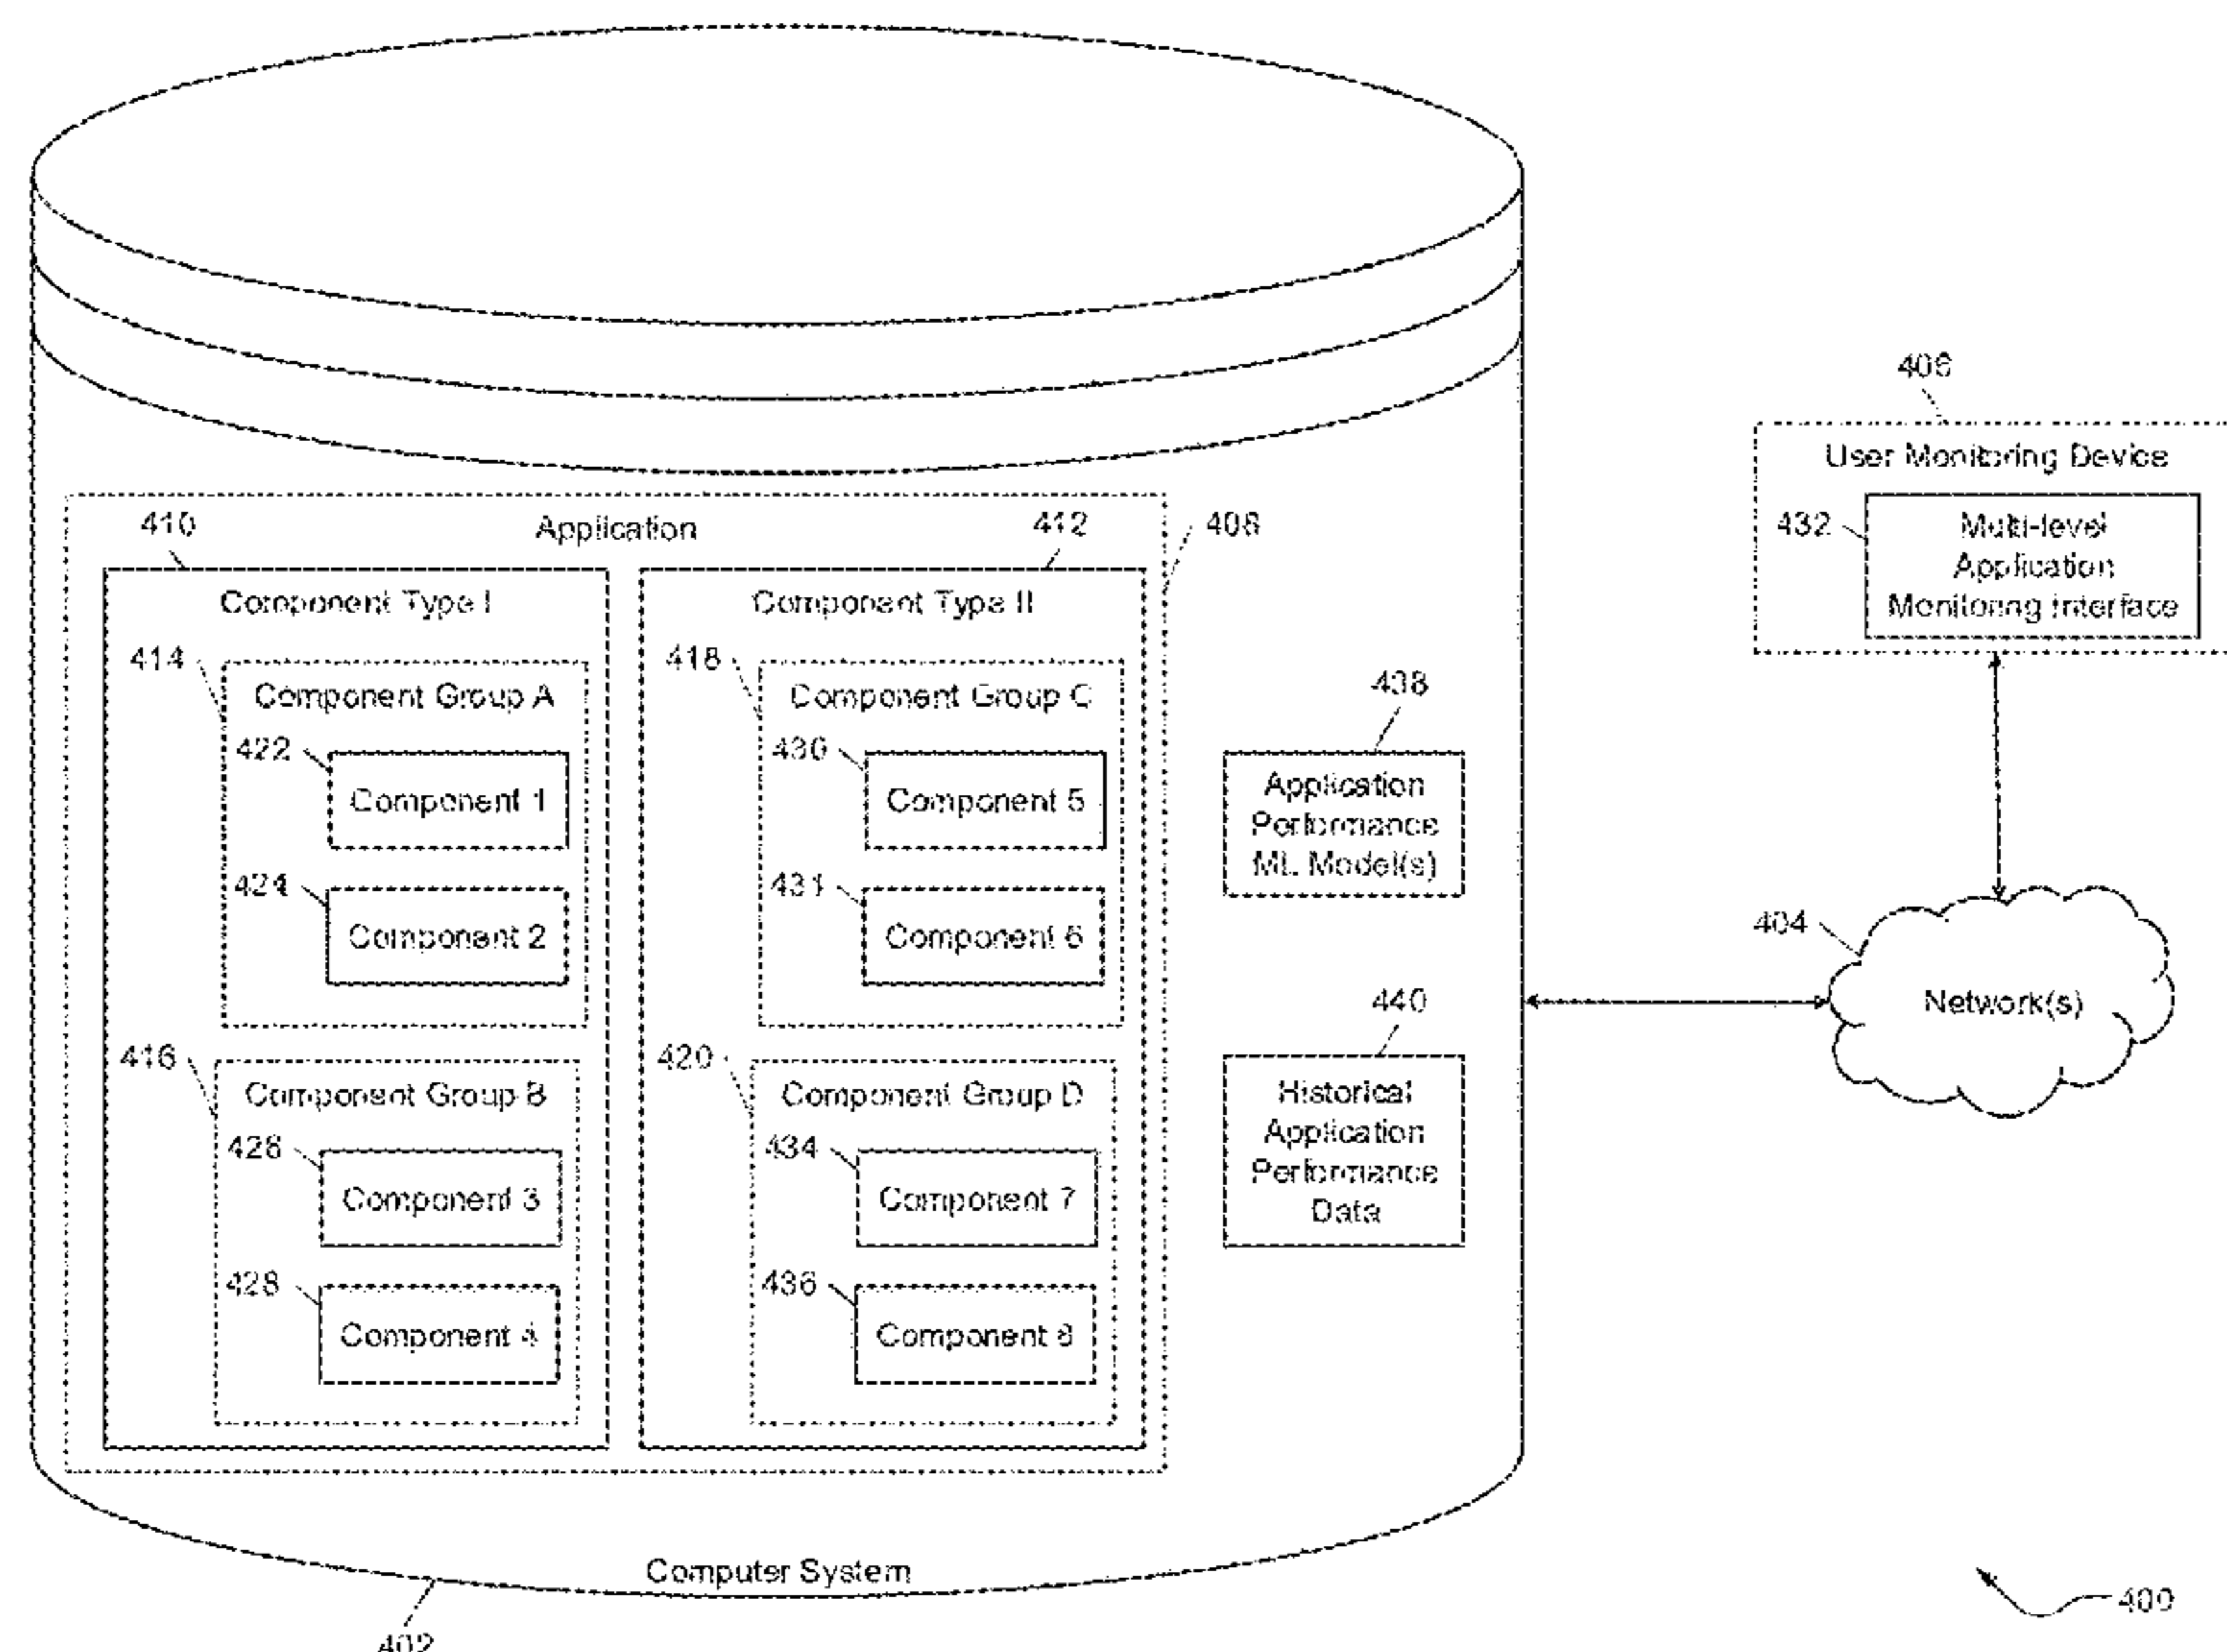 406
User Monitoring Device
432
Multi-level
Application
Monitoring Interface
410
Application
412
408
Component Type I
Component Type II
414
Component Group A
418
Component Group C
422
Component 1
430
Component 5
438
Application
Performance
ML Model(s)
424
Component 2
431
Component 6
404
Network(s)
416
Component Group B
420
Component Group D
440
Historical
Application
Performance
Data
426
Component 3
434
Component 7
428
Component 4
436
Component 8
Computer System
402
400